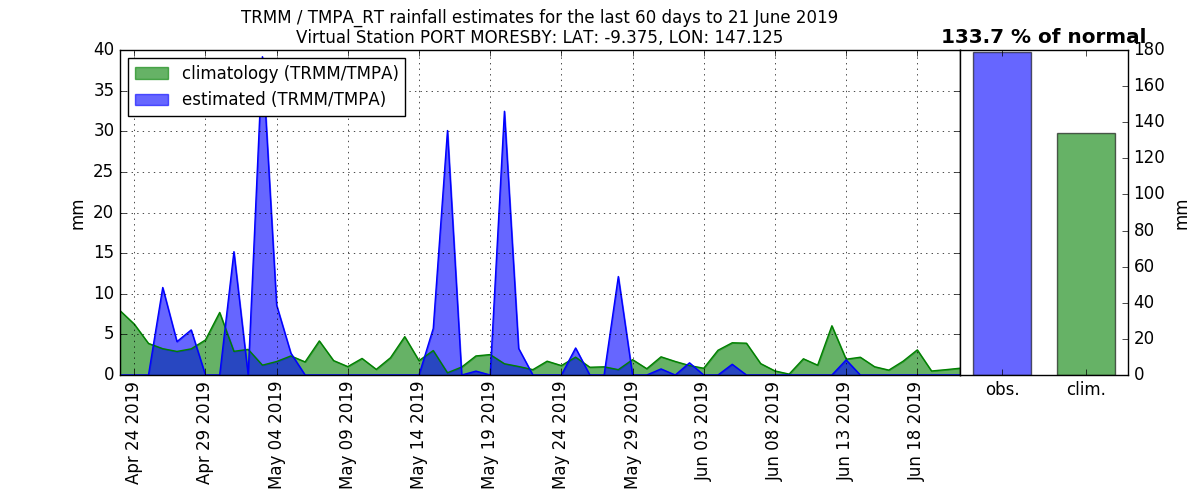 TRMM / TMPA_RT rainfall estimates for the last 60 days to 21 June 2019
Virtual Station PORT MORESBY: LAT: -9.375, LON: 147.125
133.7 % of normal
climatology (TRMM/TMPA)
estimated (TRMM/TMPA)
mm
40
35
30
25
20
15
10
5
0
Apr 24 2019
Apr 29 2019
May 04 2019
May 09 2019
May 14 2019
May 19 2019
May 24 2019
May 29 2019
Jun 03 2019
Jun 08 2019
Jun 13 2019
Jun 18 2019
obs.
clim.
180
160
140
120
100
80
60
40
20
0
mm